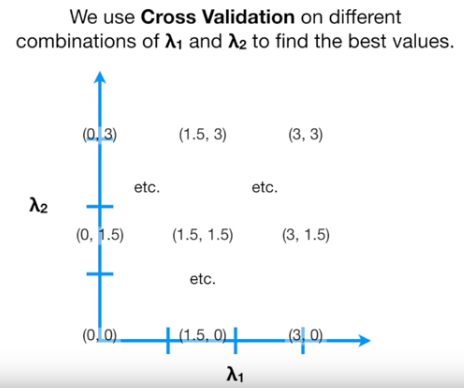 We use Cross Validation on different
combinations of λ₁ and λ₂ to find the best values.
(0, 3) (1.5, 3) (3, 3)
etc. etc.
λ₂
(0, 1.5) (1.5, 1.5) (3, 1.5)
etc.
(0, 0) (1.5, 0) (3, 0)
λ₁